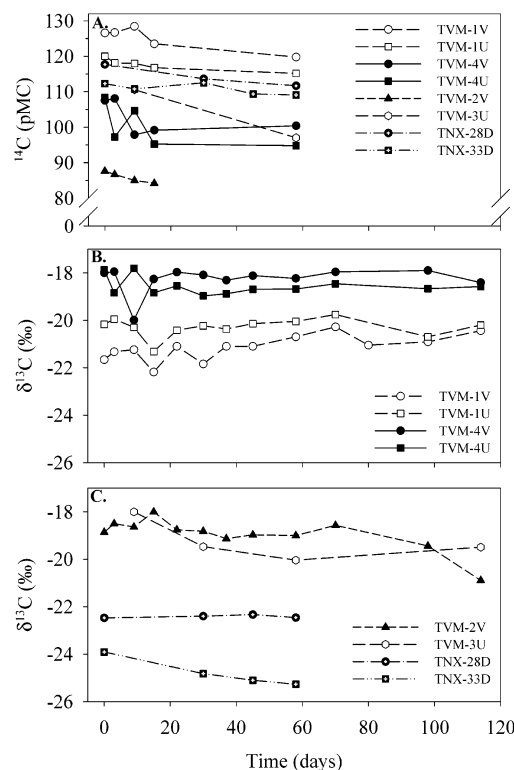 A.
130
120
110
100
90
80
0
¹⁴C (pMC)
TVM-1V
TVM-1U
TVM-4V
TVM-4U
TVM-2V
TVM-3U
TNX-28D
TNX-33D
B.
-18
-20
-22
-24
-26
δ¹³C (‰)
TVM-1V
TVM-1U
TVM-4V
TVM-4U
C.
-18
-20
-22
-24
-26
δ¹³C (‰)
TVM-2V
TVM-3U
TNX-28D
TNX-33D
0 20 40 60 80 100 120
Time (days)